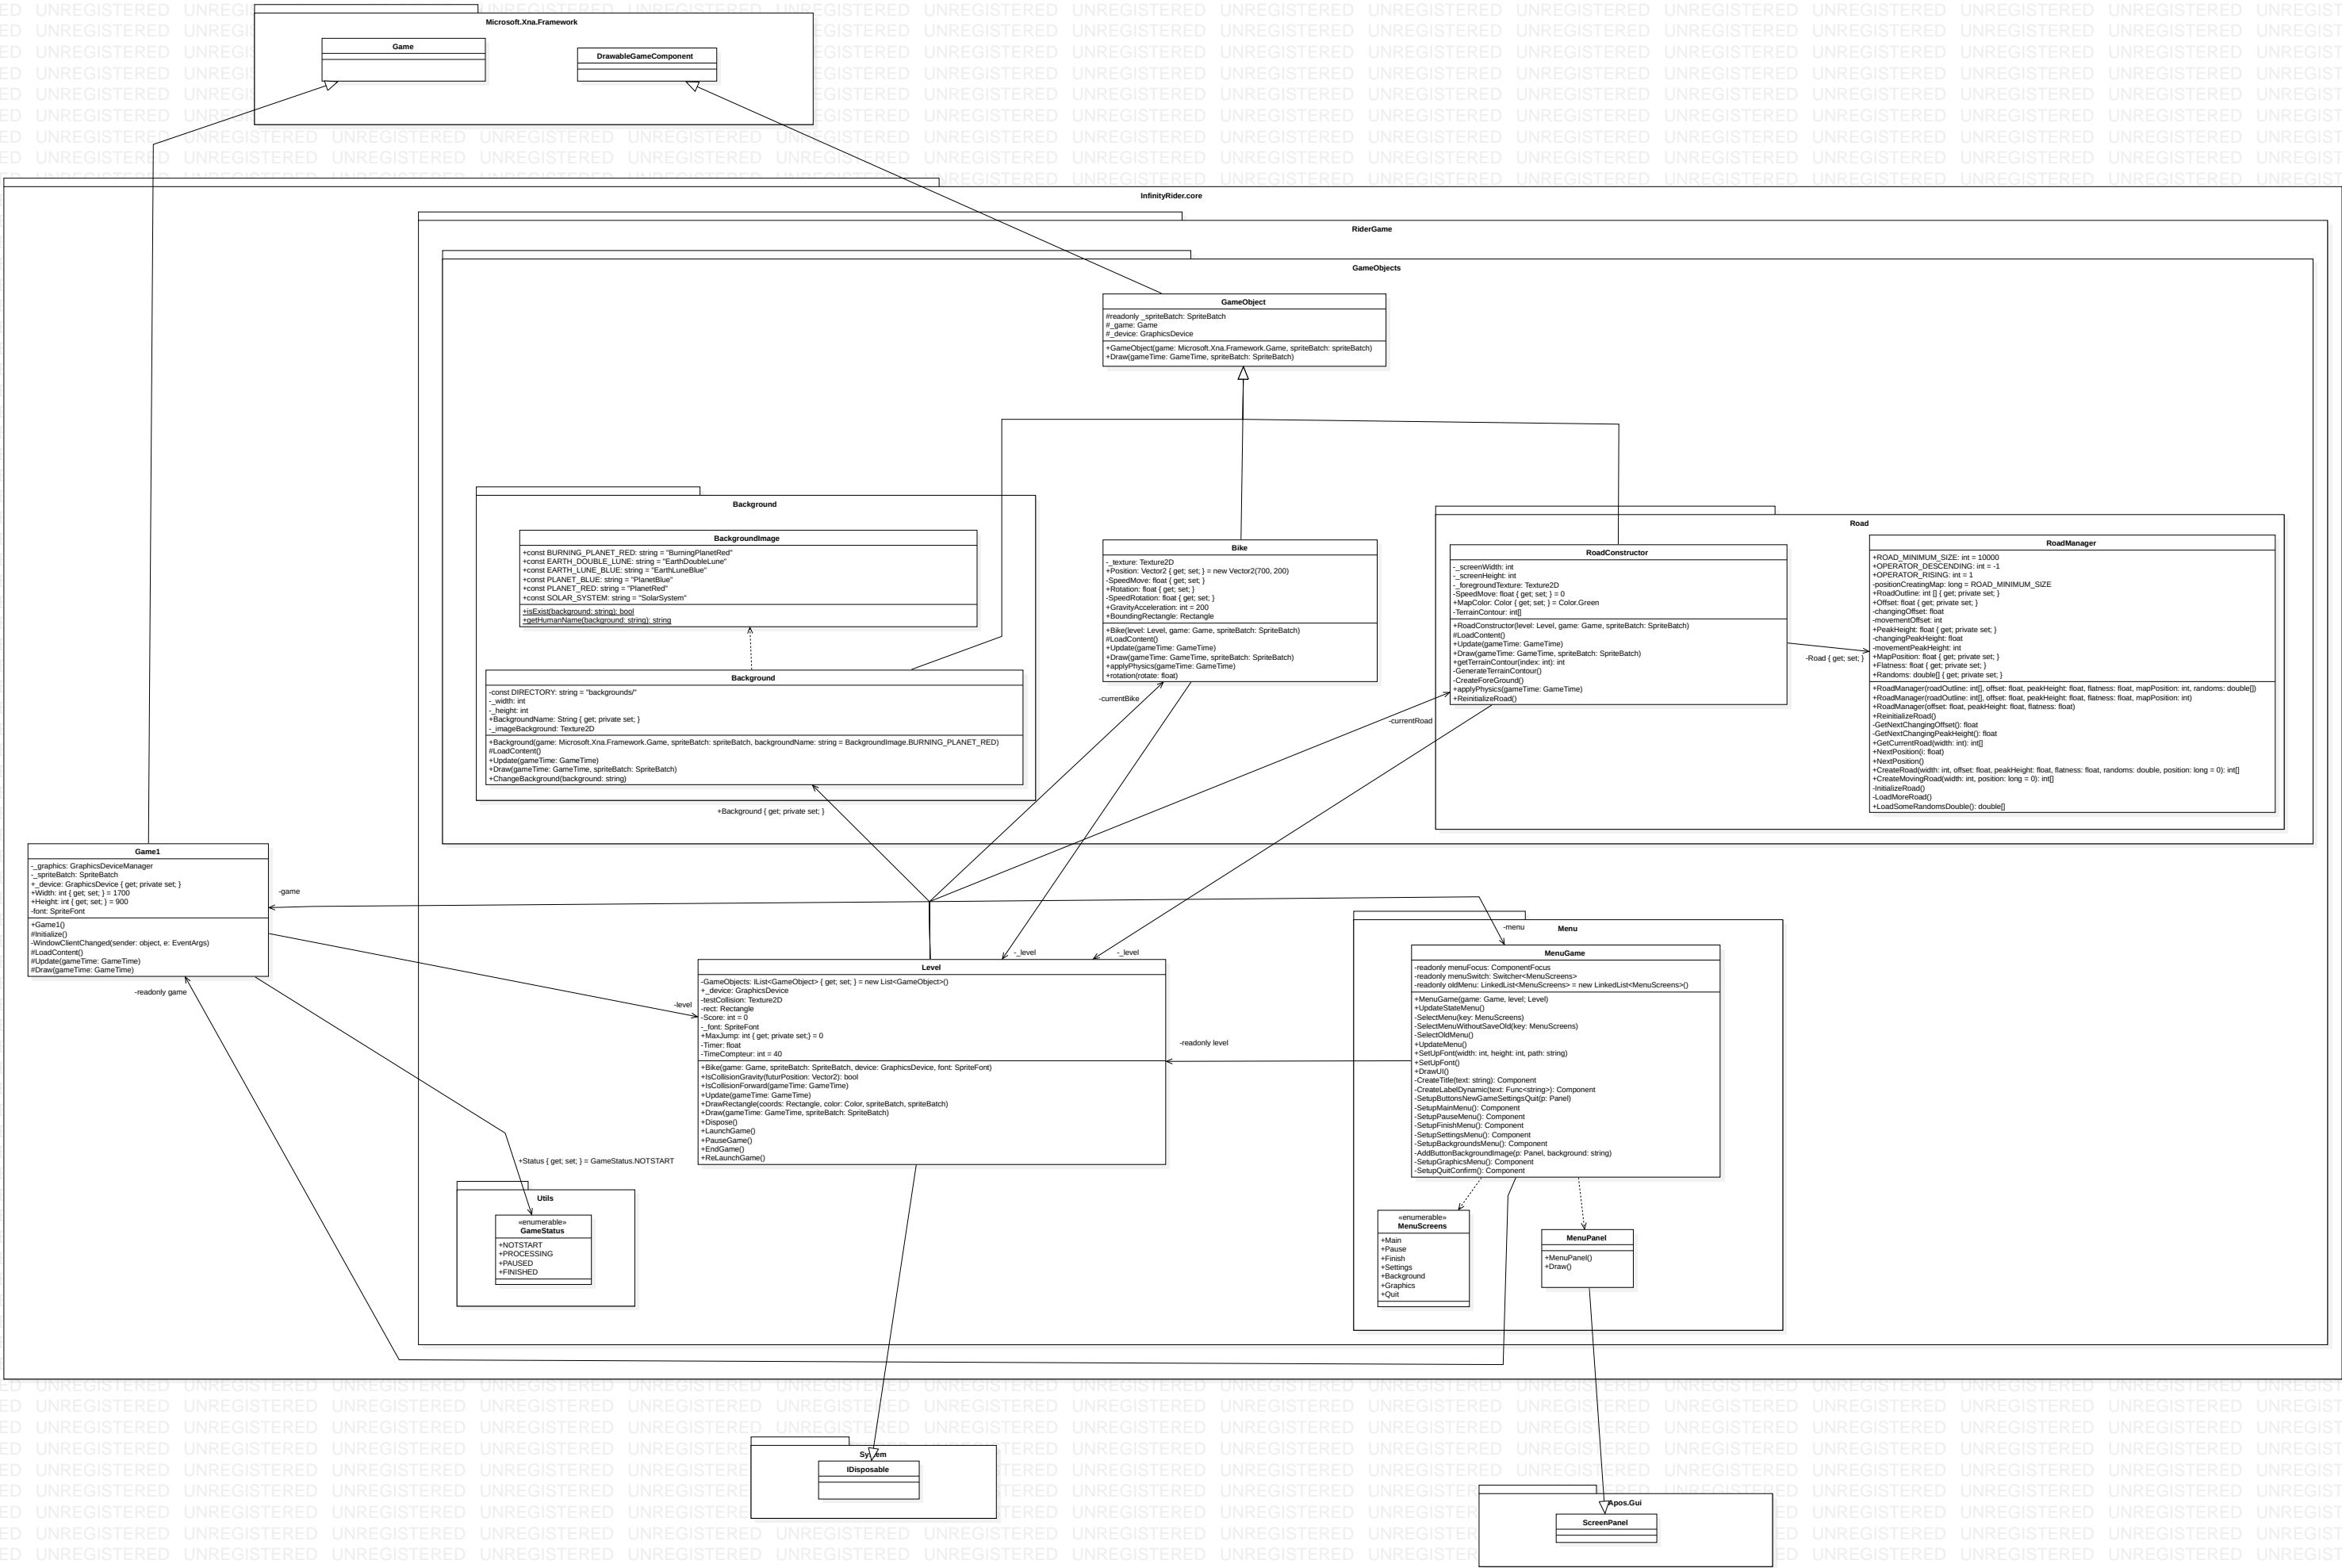 Microsoft.Xna.Framework
Game
DrawableGameComponent
InfinityRider.core
RiderGame
GameObjects
GameObject
#readonly _spriteBatch: SpriteBatch
#_game: Game
#_device: GraphicsDevice
+GameObject(game: Microsoft.Xna.Framework.Game, spriteBatch: spriteBatch)
+Draw(gameTime: GameTime, spriteBatch: SpriteBatch)
Background
BackgroundImage
+const BURNING_PLANET_RED: string = "BurningPlanetRed"
+const EARTH_DOUBLE_LUNE: string = "EarthDoubleLune"
+const EARTH_LUNE_BLUE: string = "EarthLuneBlue"
+const PLANET_BLUE: string = "PlanetBlue"
+const PLANET_RED: string = "PlanetRed"
+const SOLAR_SYSTEM: string = "SolarSystem"
+isExist(background: string): bool
+getHumanName(background: string): string
Background
-const DIRECTORY: string = "backgrounds/"
-_width: int
-_height: int
+BackgroundName: String { get; private set; }
-_imageBackground: Texture2D
+Background(game: Microsoft.Xna.Framework.Game, spriteBatch: spriteBatch, backgroundName: string = BackgroundImage.BURNING_PLANET_RED)
#LoadContent()
+Update(gameTime: GameTime)
+Draw(gameTime: GameTime, spriteBatch: SpriteBatch)
+ChangeBackground(background: string)
+Background { get; private set; }
Bike
-_texture: Texture2D
+Position: Vector2 { get; set; } = new Vector2(700, 200)
-SpeedMove: float { get; set; }
+Rotation: float { get; set; }
-SpeedRotation: float { get; set; }
+GravityAcceleration: int = 200
+BoundingRectangle: Rectangle
+Bike(level: Level, game: Game, spriteBatch: SpriteBatch)
#LoadContent()
+Update(gameTime: GameTime)
+Draw(gameTime: GameTime, spriteBatch: SpriteBatch)
+applyPhysics(gameTime: GameTime)
+rotation(rotate: float)
-currentBike
Road
RoadConstructor
-_screenWidth: int
-_screenHeight: int
-_foregroundTexture: Texture2D
-SpeedMove: float { get; set; } = 0
+MapColor: Color { get; set; } = Color.Green
-TerrainContour: int[]
+RoadConstructor(level: Level, game: Game, spriteBatch: SpriteBatch)
#LoadContent()
+Update(gameTime: GameTime)
+Draw(gameTime: GameTime, spriteBatch: SpriteBatch)
+getTerrainContour(index: int): int
-GenerateTerrainContour()
-CreateForeGround()
+applyPhysics(gameTime: GameTime)
+ReinitializeRoad()
-currentRoad
-Road { get; set; }
RoadManager
+ROAD_MINIMUM_SIZE: int = 10000
+OPERATOR_DESCENDING: int = -1
+OPERATOR_RISING: int = 1
-positionCreatingMap: long = ROAD_MINIMUM_SIZE
+RoadOutline: int [] { get; private set; }
+Offset: float { get; private set; }
-changingOffset: float
-movementOffset: int
+PeakHeight: float { get; private set; }
-changingPeakHeight: float
-movementPeakHeight: int
+MapPosition: float { get; private set; }
+Flatness: float { get; private set; }
+Randoms: double[] { get; private set; }
+RoadManager(roadOutline: int[], offset: float, peakHeight: float, flatness: float, mapPosition: int, randoms: double[])
+RoadManager(roadOutline: int[], offset: float, peakHeight: float, flatness: float, mapPosition: int)
+RoadManager(offset: float, peakHeight: float, flatness: float)
+ReinitializeRoad()
-GetNextChangingOffset(): float
-GetNextChangingPeakHeight(): float
+GetCurrentRoad(width: int): int[]
+NextPosition(i: float)
+NextPosition()
+CreateRoad(width: int, offset: float, peakHeight: float, flatness: float, randoms: double, position: long = 0): int[]
+CreateMovingRoad(width: int, position: long = 0): int[]
-InitializeRoad()
-LoadMoreRoad()
+LoadSomeRandomsDouble(): double[]
Game1
-_graphics: GraphicsDeviceManager
-_spriteBatch: SpriteBatch
+_device: GraphicsDevice { get; private set; }
+Width: int { get; set; } = 1700
+Height: int { get; set; } = 900
-font: SpriteFont
+Game1()
#Initialize()
-WindowClientChanged(sender: object, e: EventArgs)
#LoadContent()
#Update(gameTime: GameTime)
#Draw(gameTime: GameTime)
-game
-readonly game
-level
-_level
-_level
Level
-GameObjects: IList<GameObject> { get; set; } = new List<GameObject>()
+_device: GraphicsDevice
-testCollision: Texture2D
-rect: Rectangle
-Score: int = 0
-_font: SpriteFont
+MaxJump: int { get; private set;} = 0
-Timer: float
-TimeCompteur: int = 40
+Bike(game: Game, spriteBatch: SpriteBatch, device: GraphicsDevice, font: SpriteFont)
+IsCollisionGravity(futurPosition: Vector2): bool
+IsCollisionForward(gameTime: GameTime)
+Update(gameTime: GameTime)
+DrawRectangle(coords: Rectangle, color: Color, spriteBatch, spriteBatch)
+Draw(gameTime: GameTime, spriteBatch: SpriteBatch)
+Dispose()
+LaunchGame()
+PauseGame()
+EndGame()
+ReLaunchGame()
-readonly level
-menu
Menu
MenuGame
-readonly menuFocus: ComponentFocus
-readonly menuSwitch: Switcher<MenuScreens>
-readonly oldMenu: LinkedList<MenuScreens> = new LinkedList<MenuScreens>()
+MenuGame(game: Game, level; Level)
+UpdateStateMenu()
-SelectMenu(key: MenuScreens)
-SelectMenuWithoutSaveOld(key: MenuScreens)
-SelectOldMenu()
+UpdateMenu()
+SetUpFont(width: int, height: int, path: string)
+SetUpFont()
+DrawUI()
-CreateTitle(text: string): Component
-CreateLabelDynamic(text: Func<string>): Component
-SetupButtonsNewGameSettingsQuit(p: Panel)
-SetupMainMenu(): Component
-SetupPauseMenu(): Component
-SetupFinishMenu(): Component
-SetupSettingsMenu(): Component
-SetupBackgroundsMenu(): Component
-AddButtonBackgroundImage(p: Panel, background: string)
-SetupGraphicsMenu(): Component
-SetupQuitConfirm(): Component
«enumerable»
MenuScreens
+Main
+Pause
+Finish
+Settings
+Background
+Graphics
+Quit
MenuPanel
+MenuPanel()
+Draw()
+Status { get; set; } = GameStatus.NOTSTART
Utils
«enumerable»
GameStatus
+NOTSTART
+PROCESSING
+PAUSED
+FINISHED
System
IDisposable
Apos.Gui
ScreenPanel
UNREGISTERED